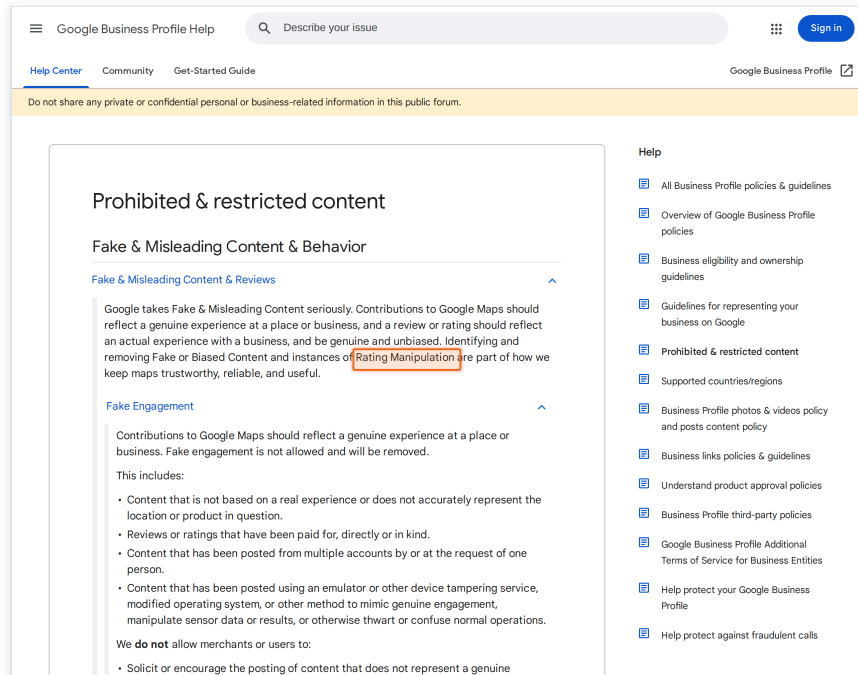 Google Business Profile Help
Describe your issue
Sign in
Help Center
Community
Get-Started Guide
Google Business Profile
Do not share any private or confidential personal or business-related information in this public forum.
Prohibited & restricted content
Fake & Misleading Content & Behavior
Fake & Misleading Content & Reviews
Google takes Fake & Misleading Content seriously. Contributions to Google Maps should
reflect a genuine experience at a place or business, and a review or rating should reflect
an actual experience with a business, and be genuine and unbiased. Identifying and
removing Fake or Biased Content and instances of Rating Manipulation are part of how we
keep maps trustworthy, reliable, and useful.
Fake Engagement
Contributions to Google Maps should reflect a genuine experience at a place or
business. Fake engagement is not allowed and will be removed.
This includes:
• Content that is not based on a real experience or does not accurately represent the
location or product in question.
• Reviews or ratings that have been paid for, directly or in kind.
• Content that has been posted from multiple accounts by or at the request of one
person.
• Content that has been posted using an emulator or other device tampering service,
modified operating system, or other method to mimic genuine engagement,
manipulate sensor data or results, or otherwise thwart or confuse normal operations.
We do not allow merchants or users to:
• Solicit or encourage the posting of content that does not represent a genuine
Help
All Business Profile policies & guidelines
Overview of Google Business Profile
policies
Business eligibility and ownership
guidelines
Guidelines for representing your
business on Google
Prohibited & restricted content
Supported countries/regions
Business Profile photos & videos policy
and posts content policy
Business links policies & guidelines
Understand product approval policies
Business Profile third-party policies
Google Business Profile Additional
Terms of Service for Business Entities
Help protect your Google Business
Profile
Help protect against fraudulent calls